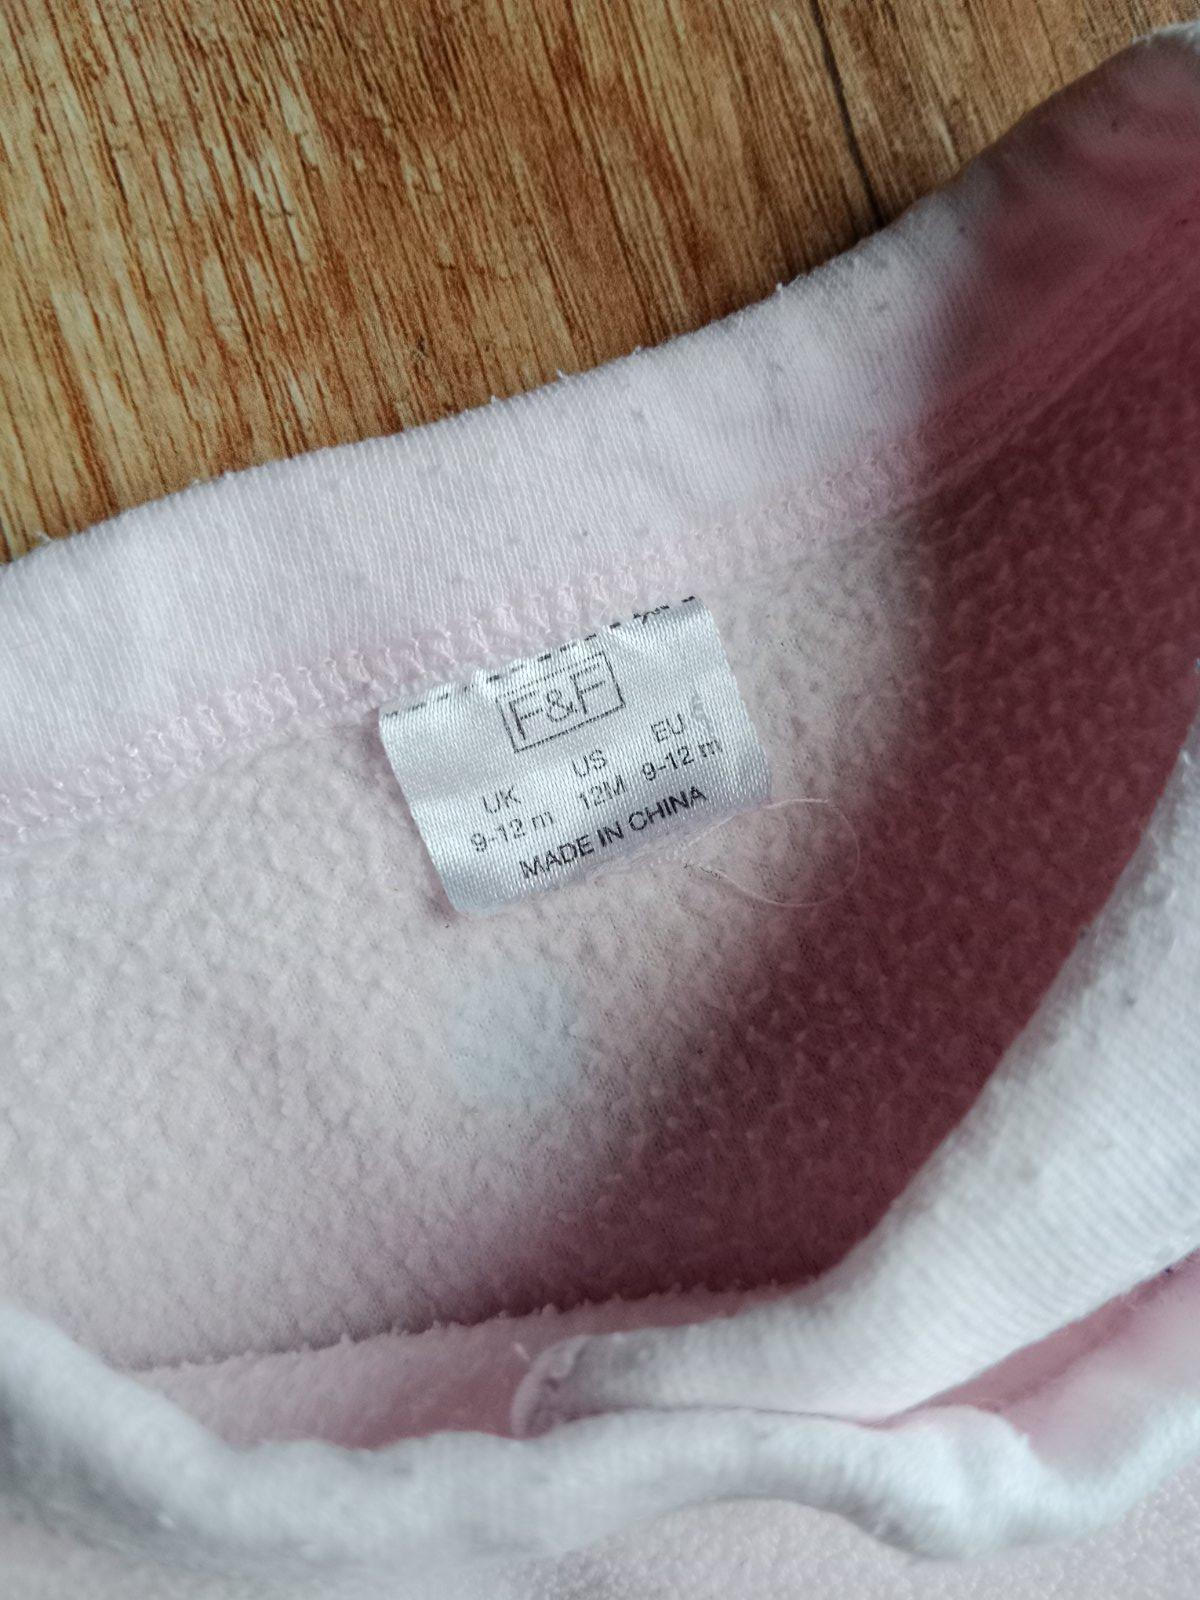 F&F
UK US EU
9-12 m 12M 9-12 m
MADE IN CHINA